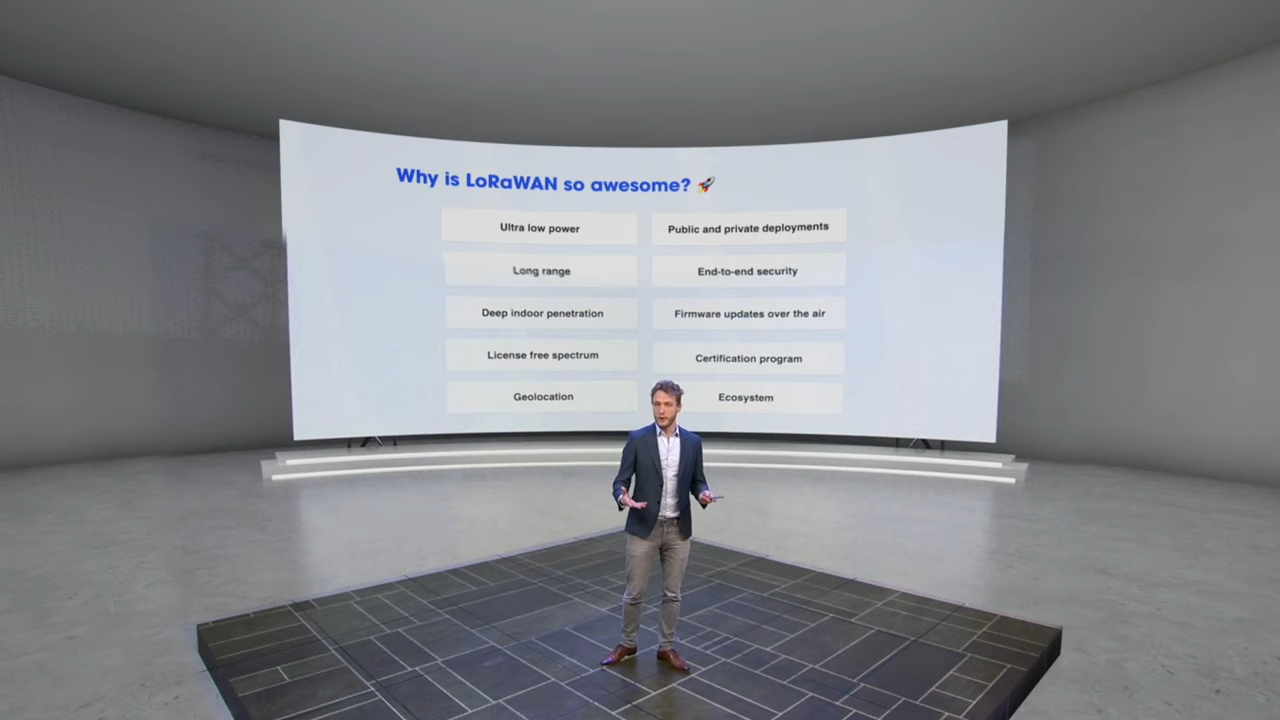 Why is LoRaWAN so awesome? 🚀
Ultra low power
Public and private deployments
Long range
End-to-end security
Deep indoor penetration
Firmware updates over the air
License free spectrum
Certification program
Geolocation
Ecosystem